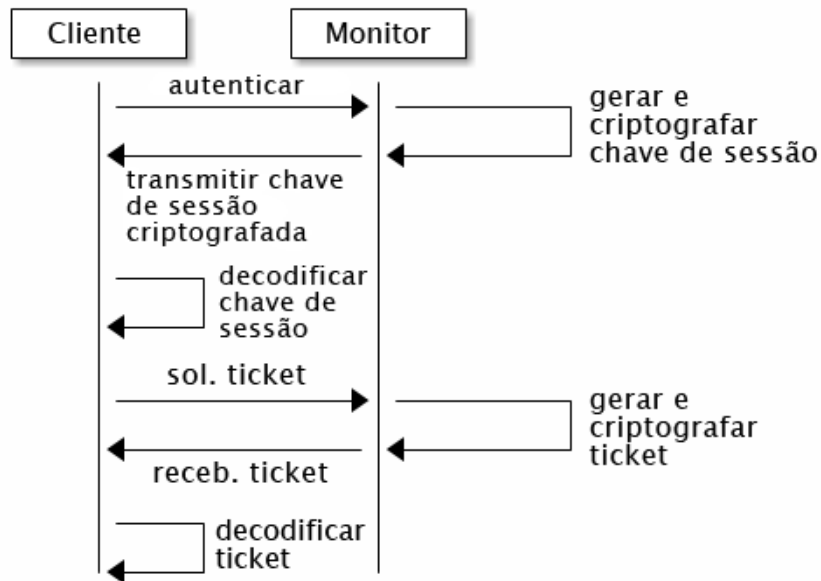 Cliente
Monitor
autenticar
gerar e
criptografar
chave de sessão
transmitir chave
de sessão
criptografada
decodificar
chave de
sessão
sol. ticket
gerar e
criptografar
ticket
receb. ticket
decodificar
ticket